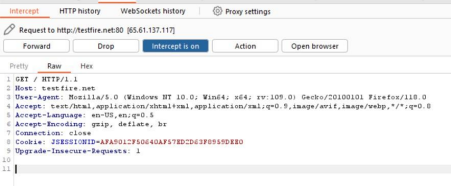 Intercept HTTP history WebSockets history Proxy settings
Request to http://testfire.net:80 [65.61.137.117]
Forward Drop Intercept is on Action Open browser
Pretty Raw Hex
1 GET / HTTP/1.1
2 Host: testfire.net
3 User-Agent: Mozilla/5.0 (Windows NT 10.0; Win64; x64; rv:109.0) Gecko/20100101 Firefox/118.0
4 Accept: text/html,application/xhtml+xml,application/xml;q=0.9,image/avif,image/webp,*/*;q=0.8
5 Accept-Language: en-US,en;q=0.5
6 Accept-Encoding: gzip, deflate, br
7 Connection: close
8 Cookie: JSESSIONID=
9 Upgrade-Insecure-Requests: 1
10
11